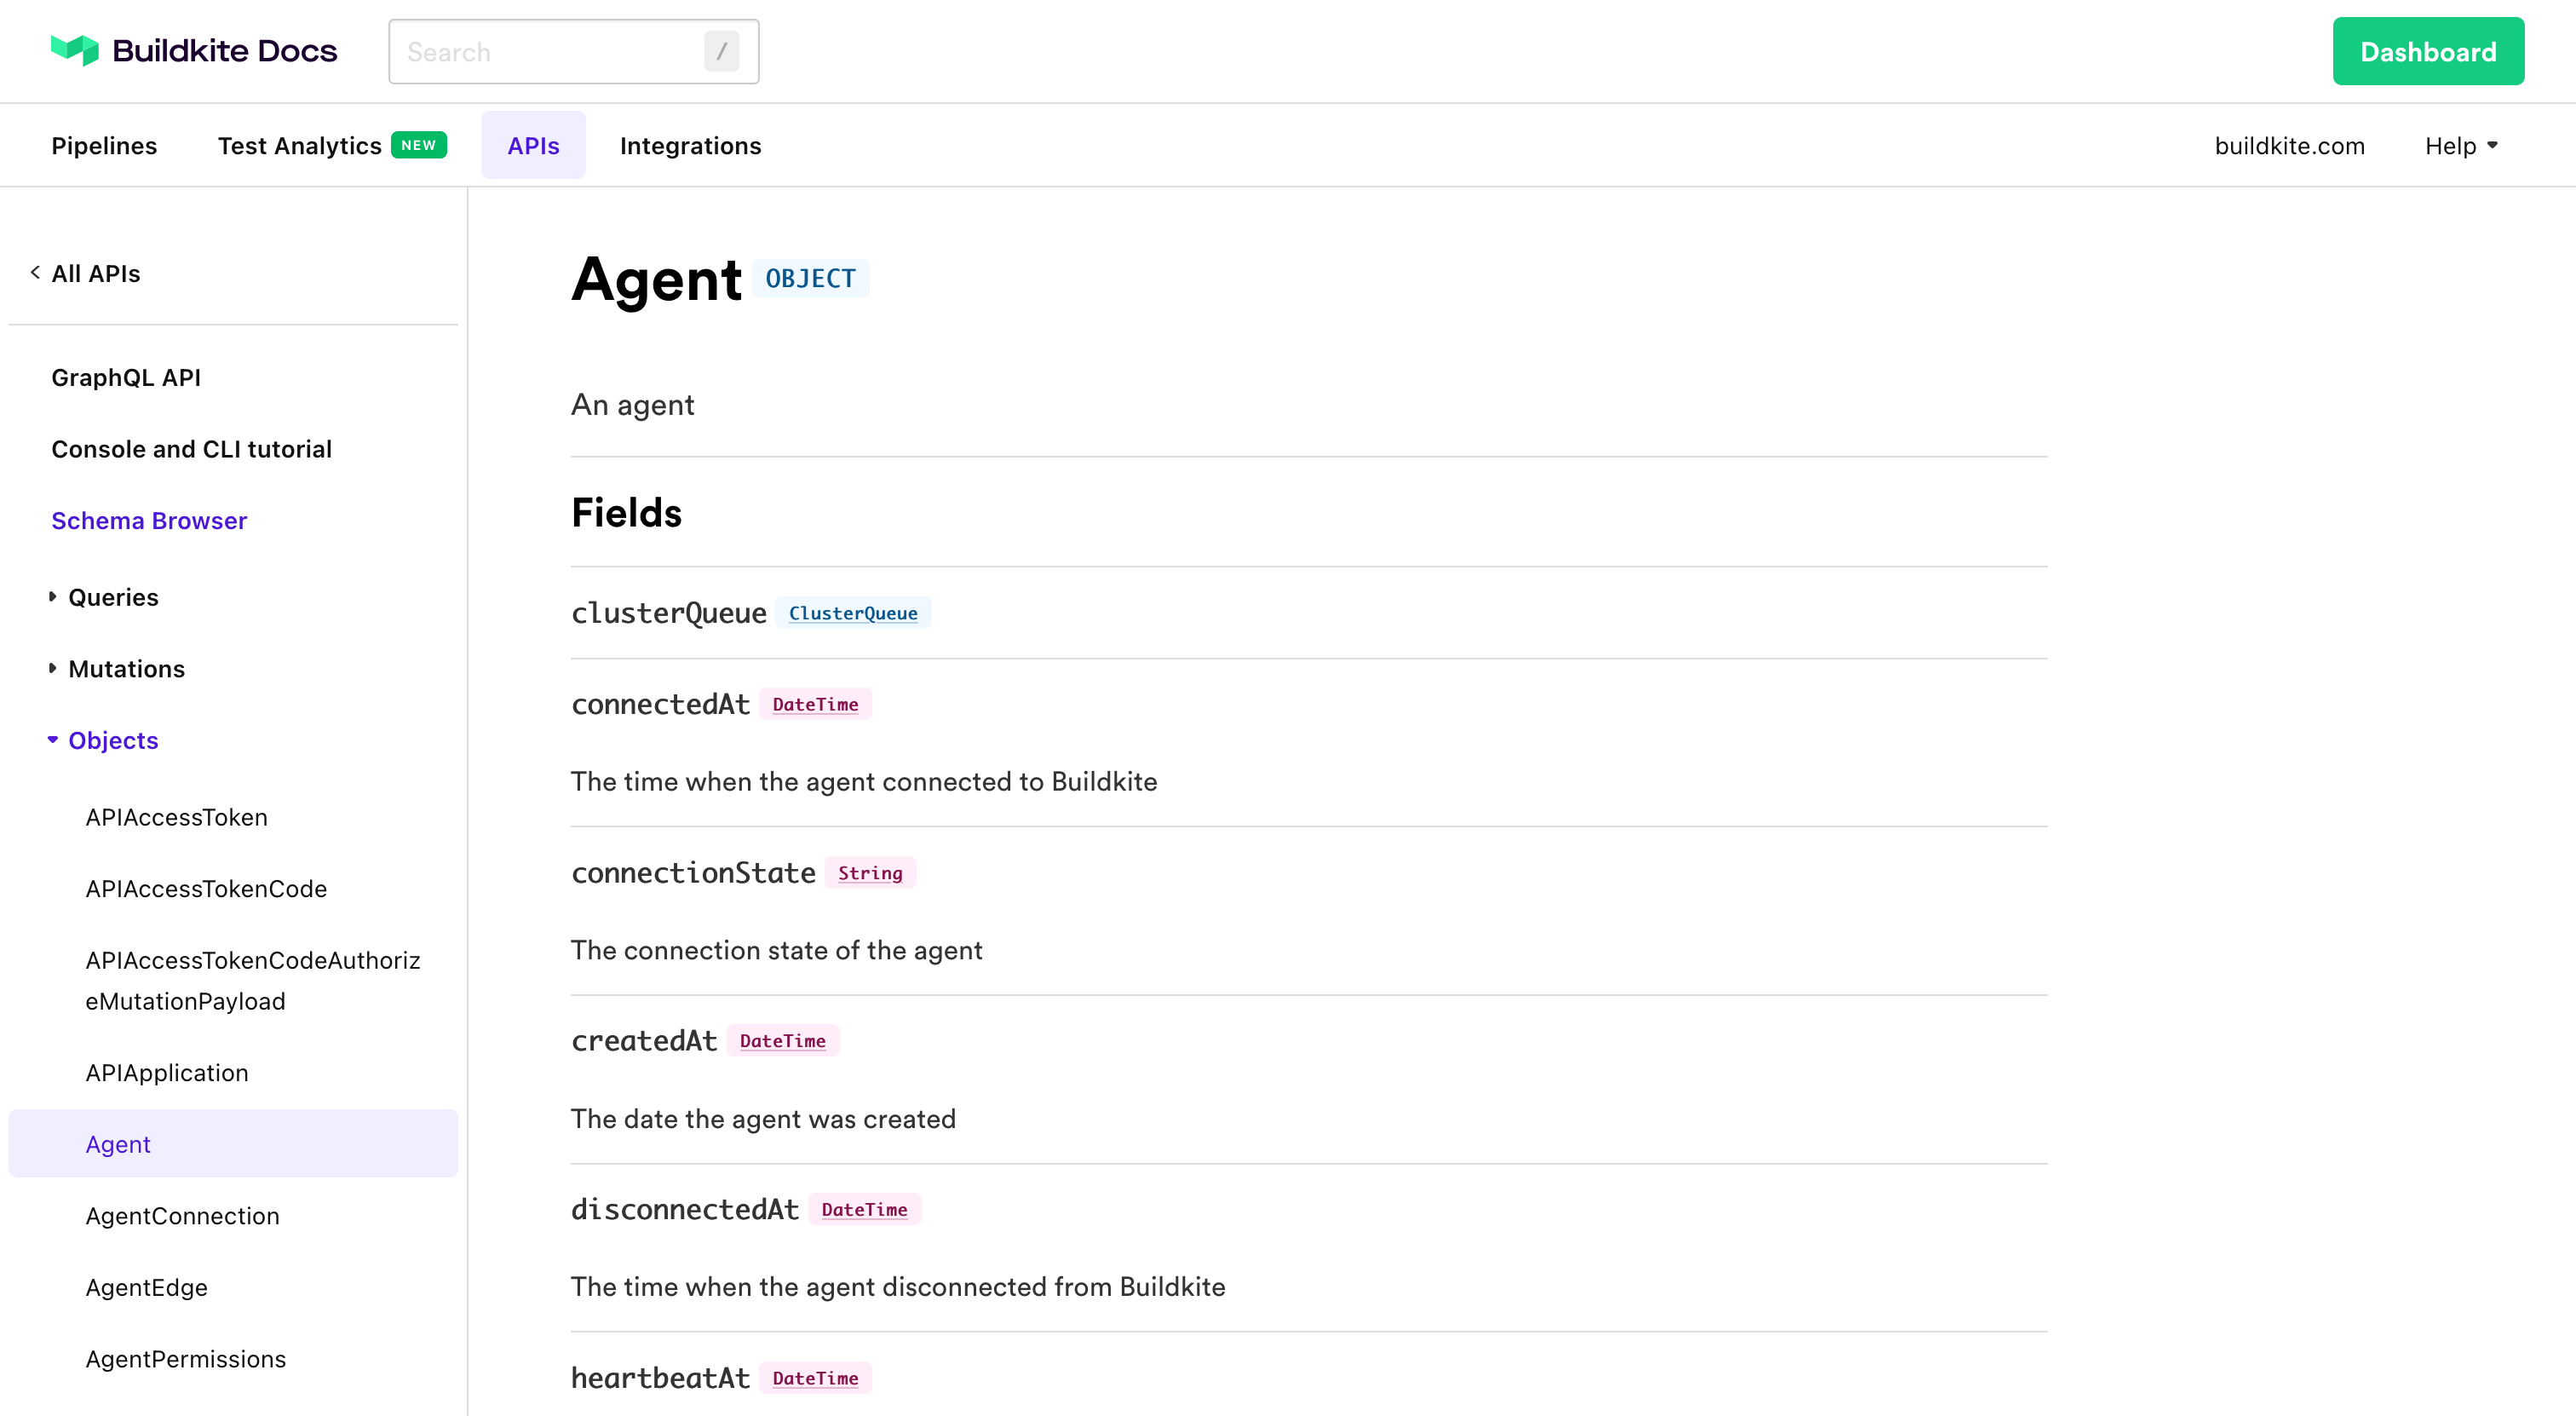 Buildkite Docs
Search /
Dashboard
Pipelines
Test Analytics NEW
APIs
Integrations
buildkite.com
Help
All APIs
GraphQL API
Console and CLI tutorial
Schema Browser
Queries
Mutations
Objects
APIAccessToken
APIAccessTokenCode
APIAccessTokenCodeAuthoriz
eMutationPayload
APIApplication
Agent
AgentConnection
AgentEdge
AgentPermissions
Agent OBJECT
An agent
Fields
clusterQueue ClusterQueue
connectedAt DateTime
The time when the agent connected to Buildkite
connectionState String
The connection state of the agent
createdAt DateTime
The date the agent was created
disconnectedAt DateTime
The time when the agent disconnected from Buildkite
heartbeatAt DateTime